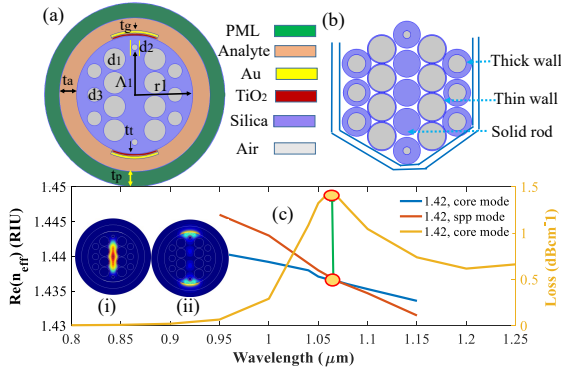 (a)
tg
d2
d1
Λ1
d3
ta
r1
tt
tp
PML
Analyte
Au
TiO2
Silica
Air
(b)
Thick wall
Thin wall
Solid rod
(c)
1.42, core mode
1.42, spp mode
1.42, core mode
(i)
(ii)
Re(neff) (RIU)
1.45
1.44
1.43
1.43
Loss (dBcm-1)
1.5
1
0.5
0
0.8
0.85
0.9
0.95
1
1.05
1.1
1.15
1.2
1.25
Wavelength (μm)